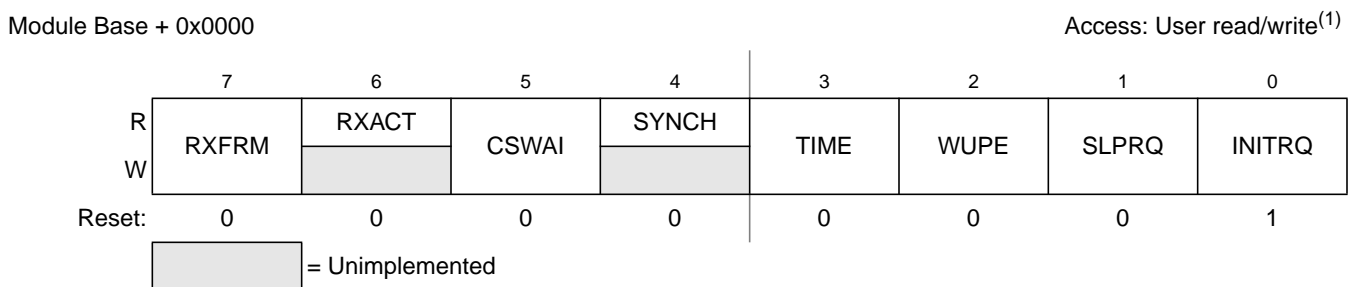 Module Base + 0x0000 Access: User read/write(1)
7 6 5 4 3 2 1 0
R RXFRM RXACT CSWAI SYNCH TIME WUPE SLPRQ INITRQ
W
Reset: 0 0 0 0 0 0 0 1
= Unimplemented